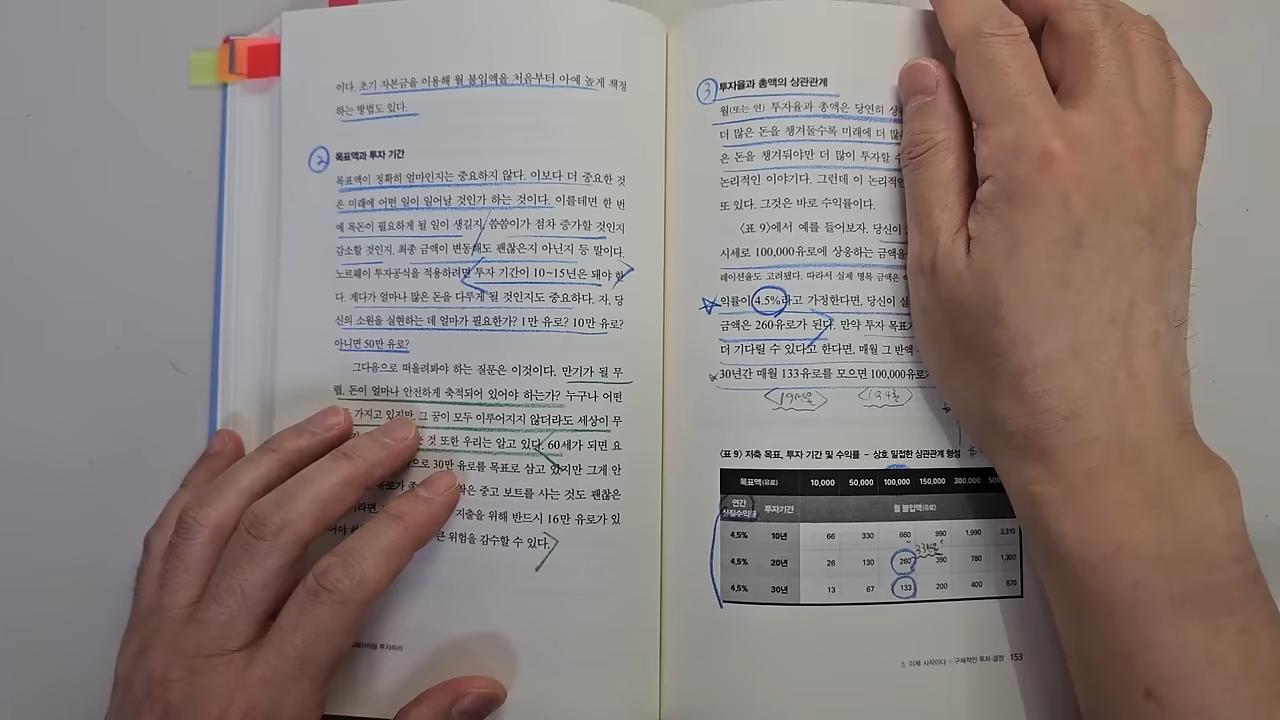 이다. 초기 자본금을 이용해 월 불입액을 처음부터 아예 높게 책정
하는 방법도 있다.
② 목표액과 투자 기간
목표액이 정확히 얼마인지는 중요하지 않다. 이보다 더 중요한 것
은 미래에 어떤 일이 일어날 것인가 하는 것이다. 이를테면 한 번
에 목돈이 필요하게 될 일이 생길지, 씀씀이가 점차 증가할 것인지
감소할 것인지, 최종 금액이 변동해도 괜찮은지 아닌지 등 말이다.
노르웨이 투자공식을 적용하려면 투자 기간이 10~15년은 돼야 한
다. 게다가 얼마나 많은 돈을 다루게 될 것인지도 중요하다. 자, 당
신의 소원을 실현하는 데 얼마가 필요한가? 1만 유로? 10만 유로?
아니면 50만 유로?
그다음으로 떠올려봐야 하는 질문은 이것이다. 만기가 될 무
렵, 돈이 얼마나 안전하게 축적되어 있어야 하는가? 누구나 어떤
가지고 있지만, 그 꿈이 모두 이루어지지 않더라도 세상이 무
것 또한 우리는 알고 있다. 60세가 되면 요
으로 30만 유로를 목표로 삼고 있지만 그게 안
중고 보트를 사는 것도 괜찮은
지출을 위해 반드시 16만 유로가 있
큰 위험을 감수할 수 있다.
투자하라
③ 투자율과 총액의 상관관계
월(또는 연) 투자율과 총액은 당연히
더 많은 돈을 챙겨둘수록 미래에 더
은 돈을 챙겨둬야만 더 많이 투자할
논리적인 이야기다. 그런데 이 논리적인
또 있다. 그것은 바로 수익률이다.
〈표 9〉에서 예를 들어보자. 당신이
시세로 100,000유로에 상응하는 금액을
레이션율도 고려했다. 따라서 실제 명목 금액은
익률이 4.5%라고 가정한다면, 당신이
금액은 260유로가 된다. 만약 투자 목표
더 기다릴 수 있다고 한다면, 매월 그 반액
30년간 매월 133유로를 모으면 100,000유로
〈표 9〉 저축 목표, 투자 기간 및 수익률 – 상호 밀접한 상관관계 형성
목표액(유로) 10,000 50,000 100,000 150,000 300,000
연간 실질수익률 투자기간 월 불입액(유로)
4.5% 10년 66 330 660 990 1,990 3,310
4.5% 20년 26 130 260 390 780 1,300
4.5% 30년 13 67 133 200 400 670
5. 이제 시작이다 – 구체적인 투자 결정 153